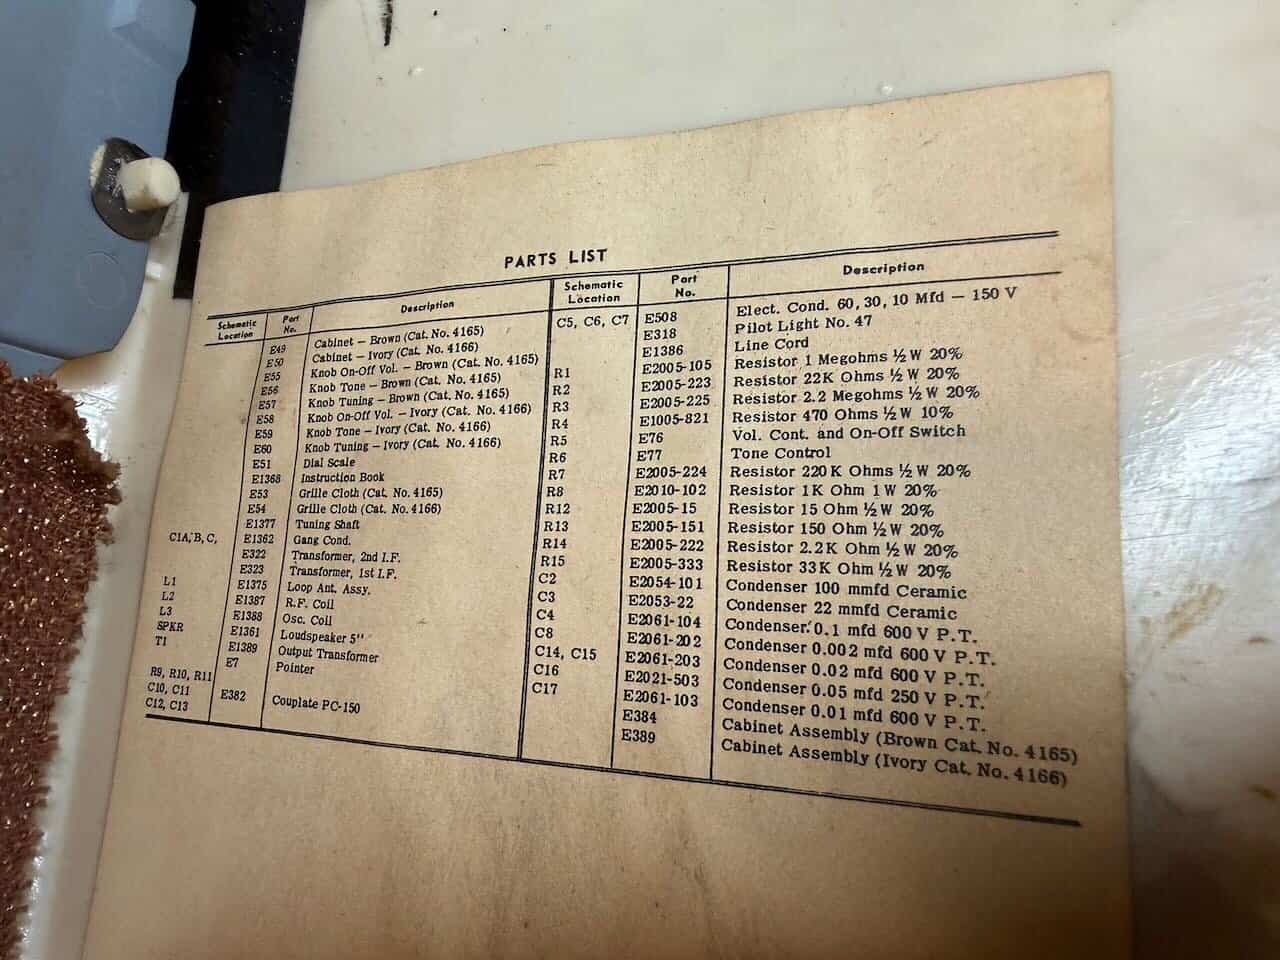 PARTS LIST
Schematic Location Part No. Description
E49 Cabinet – Brown (Cat. No. 4165)
E50 Cabinet – Ivory (Cat. No. 4166)
E55 Knob On-Off Vol. – Brown (Cat. No. 4165)
E56 Knob Tone – Brown (Cat. No. 4165)
E57 Knob Tuning – Brown (Cat. No. 4165)
E58 Knob On-Off Vol. – Ivory (Cat. No. 4166)
E59 Knob Tone – Ivory (Cat. No. 4166)
E60 Knob Tuning – Ivory (Cat. No. 4166)
E51 Dial Scale
E1368 Instruction Book
E53 Grille Cloth (Cat. No. 4165)
E54 Grille Cloth (Cat. No. 4166)
E1377 Tuning Shaft
C1A, B, C, E1362 Gang Cond.
E322 Transformer, 2nd I.F.
E323 Transformer, 1st I.F.
L1 E1375 Loop Ant. Assy.
L2 E1387 R.F. Coil
L3 E1388 Osc. Coil
SPKR E1361 Loudspeaker 5"
T1 E1389 Output Transformer
E7 Pointer
R9, R10, R11
C10, C11 E382 Couplate PC-150
C12, C13
Schematic Location Part No. Description
C5, C6, C7 E508 Elect. Cond. 60, 30, 10 Mfd – 150 V
E318 Pilot Light No. 47
E1386 Line Cord
R1 E2005-105 Resistor 1 Megohms ½ W 20%
R2 E2005-223 Resistor 22K Ohms ½ W 20%
R3 E2005-225 Resistor 2.2 Megohms ½ W 20%
R4 E1005-821 Resistor 470 Ohms ½ W 10%
R5 E76 Vol. Cont. and On-Off Switch
R6 E77 Tone Control
R7 E2005-224 Resistor 220 K Ohms ½ W 20%
R8 E2010-102 Resistor 1K Ohm 1 W 20%
R12 E2005-15 Resistor 15 Ohm ½ W 20%
R13 E2005-151 Resistor 150 Ohm ½ W 20%
R14 E2005-222 Resistor 2.2K Ohm ½ W 20%
R15 E2005-333 Resistor 33K Ohm ½ W 20%
C2 E2054-101 Condenser 100 mmfd Ceramic
C3 E2053-22 Condenser 22 mmfd Ceramic
C4 E2061-104 Condenser 0.1 mfd 600 V P.T.
C8 E2061-202 Condenser 0.002 mfd 600 V P.T.
C14, C15 E2061-203 Condenser 0.02 mfd 600 V P.T.
C16 E2021-503 Condenser 0.05 mfd 250 V P.T.
C17 E2061-103 Condenser 0.01 mfd 600 V P.T.
E384 Cabinet Assembly (Brown Cat. No. 4165)
E389 Cabinet Assembly (Ivory Cat. No. 4166)